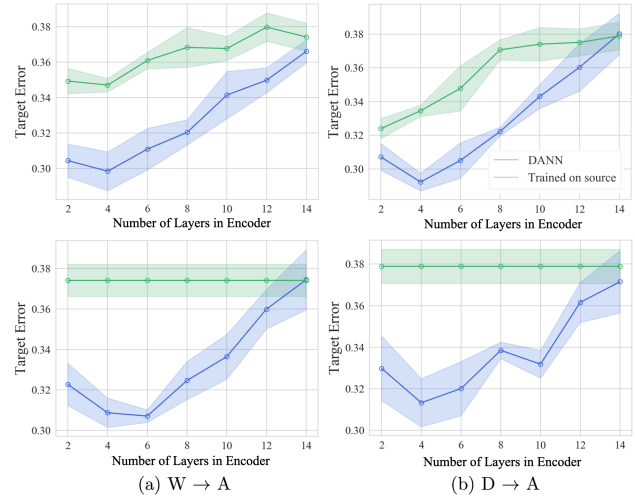 0.38
0.36
0.34
0.32
0.30
Target Error
2 4 6 8 10 12 14
Number of Layers in Encoder
0.38
0.36
0.34
0.32
0.30
Target Error
DANN
Trained on source
2 4 6 8 10 12 14
Number of Layers in Encoder
0.38
0.36
0.34
0.32
0.30
Target Error
2 4 6 8 10 12 14
Number of Layers in Encoder
(a) W → A
0.38
0.36
0.34
0.32
0.30
Target Error
2 4 6 8 10 12 14
Number of Layers in Encoder
(b) D → A